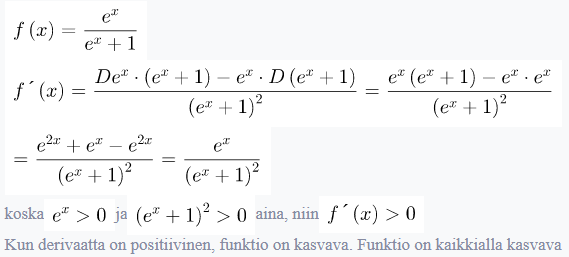 f (x) = e^x / (e^x + 1)
f ´ (x) = (De^x · (e^x + 1) − e^x · D (e^x + 1)) / (e^x + 1)^2 = (e^x (e^x + 1) − e^x · e^x) / (e^x + 1)^2
= (e^{2x} + e^x − e^{2x}) / (e^x + 1)^2 = e^x / (e^x + 1)^2
koska e^x > 0 ja (e^x + 1)^2 > 0 aina, niin f ´ (x) > 0
Kun derivaatta on positiivinen, funktio on kasvava. Funktio on kaikkialla kasvava